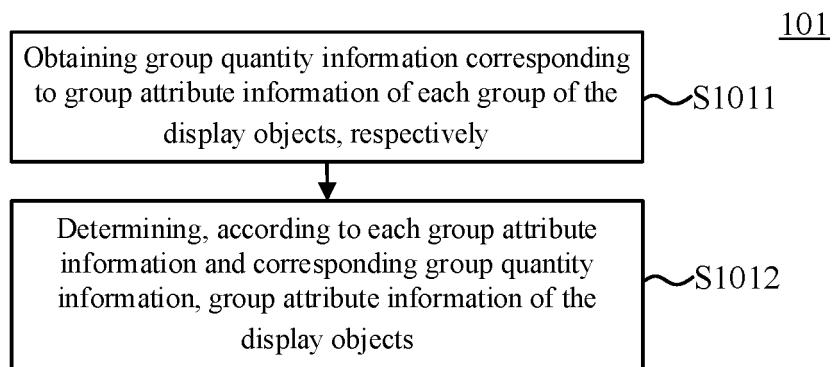 101
Obtaining group quantity information corresponding
to group attribute information of each group of the
display objects, respectively
S1011
Determining, according to each group attribute
information and corresponding group quantity
information, group attribute information of the
display objects
S1012